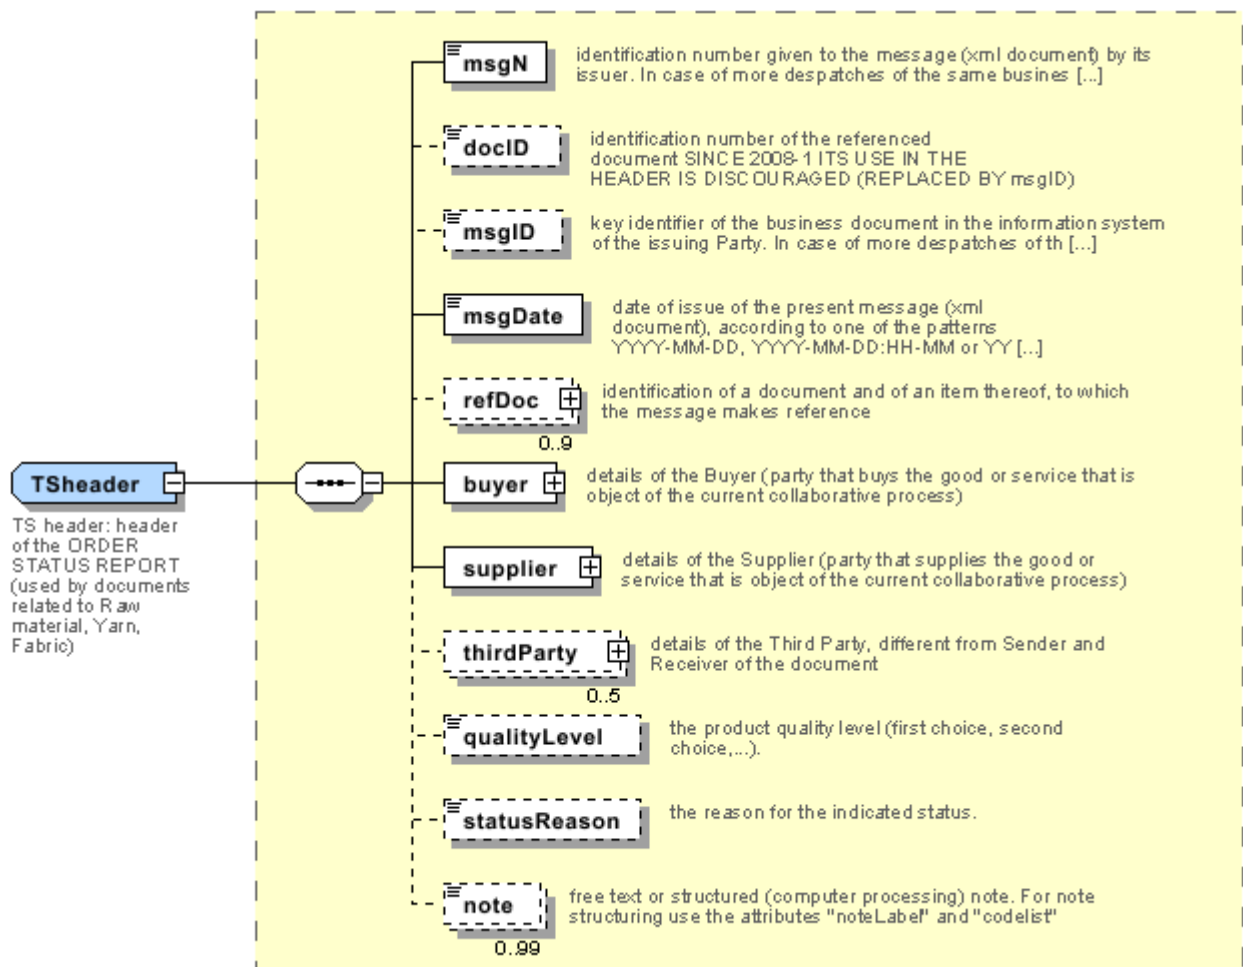 msgN
identification number given to the message (xml document) by its
issuer. In case of more despatches of the same busines [...]
docID
identification number of the referenced
document SINCE 2008-1 ITS USE IN THE
HEADER IS DISCOURAGED (REPLACED BY msgID)
msgID
key identifier of the business document in the information system
of the issuing Party. In case of more despatches of th [...]
msgDate
date of issue of the present message (xml
document), according to one of the patterns
YYYY-MM-DD, YYYY-MM-DD:HH-MM or YY [...]
refDoc
0..9
identification of a document and of an item thereof, to which
the message makes reference
TSheader
TS header: header
of the ORDER
STATUS REPORT
(used by documents
related to Raw
material, Yarn,
Fabric)
buyer
details of the Buyer (party that buys the good or service that is
object of the current collaborative process)
supplier
details of the Supplier (party that supplies the good or
service that is object of the current collaborative process)
thirdParty
0..5
details of the Third Party, different from Sender and
Receiver of the document
qualityLevel
the product quality level (first choice, second
choice,...).
statusReason
the reason for the indicated status.
note
0..99
free text or structured (computer processing) note. For note
structuring use the attributes "noteLabel" and "codelist"